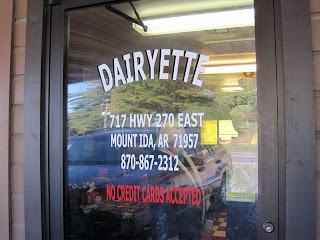 DAIRYETTE
717 HWY 270 EAST
MOUNT IDA, AR 71957
870-867-2312
NO CREDIT CARDS ACCEPTED